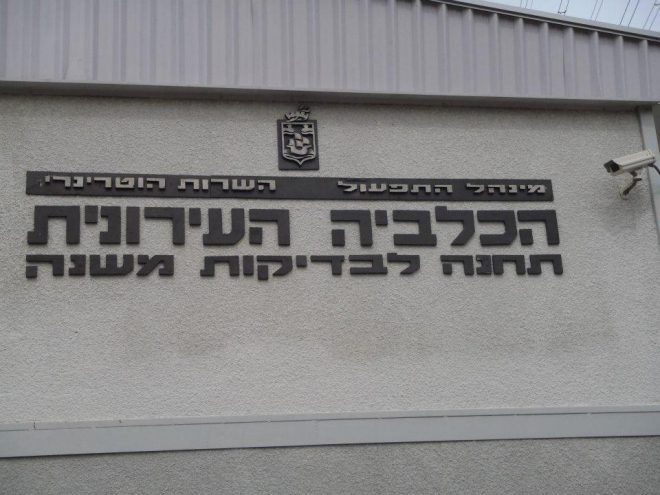 מינהל התפעול השרות הוטרינרי
הכלביה העירונית
תחנה לבדיקות משנה